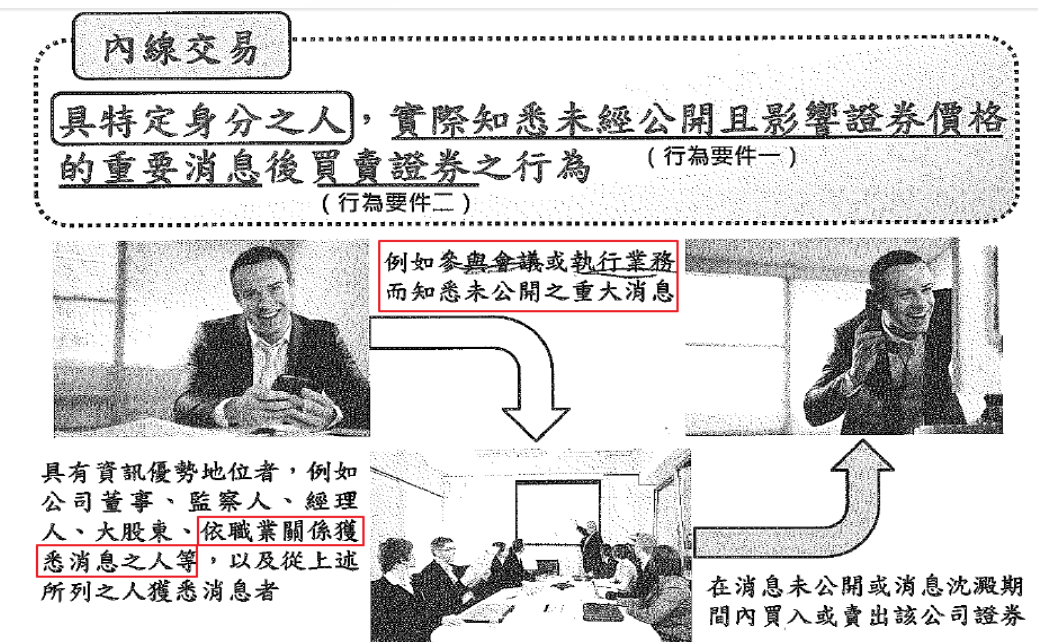 內線交易
具特定身分之人，實際知悉未經公開且影響證券價格
的重要消息後買賣證券之行為
（行為要件一）
（行為要件二）
例如參與會議或執行業務
而知悉未公開之重大消息
具有資訊優勢地位者，例如
公司董事、監察人、經理
人、大股東、依職業關係獲
悉消息之人等，以及從上述
所列之人獲悉消息者
在消息未公開或消息沈澱期
間內買入或賣出該公司證券